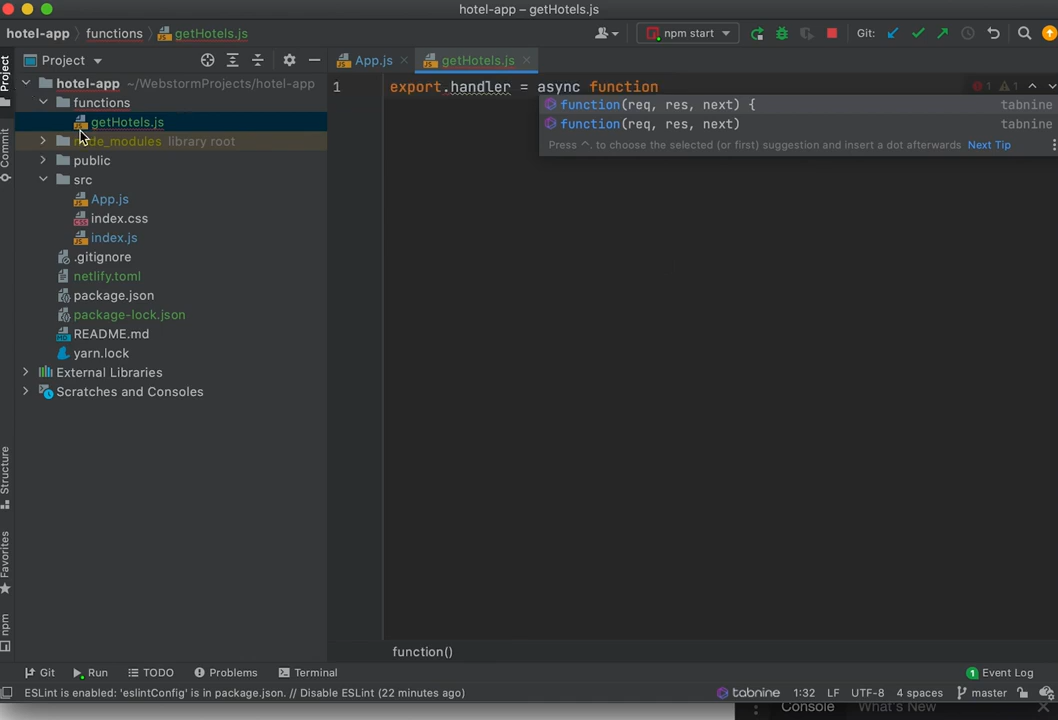 hotel-app – getHotels.js
hotel-app functions getHotels.js npm start Git:
Project App.js getHotels.js
Project
hotel-app ~/WebstormProjects/hotel-app
functions
getHotels.js
node_modules library root
public
src
App.js
index.css
index.js
.gitignore
netlify.toml
package.json
package-lock.json
README.md
yarn.lock
External Libraries
Scratches and Consoles
Commit
Structure
Favorites
npm
1 export.handler = async function 1 1
function(req, res, next) { tabnine
function(req, res, next) tabnine
Press ^. to choose the selected (or first) suggestion and insert a dot afterwards Next Tip
function()
Git Run TODO Problems Terminal 1 Event Log
ESLint is enabled: 'eslintConfig' is in package.json. // Disable ESLint (22 minutes ago) tabnine 1:32 LF UTF-8 4 spaces master
Console What's New